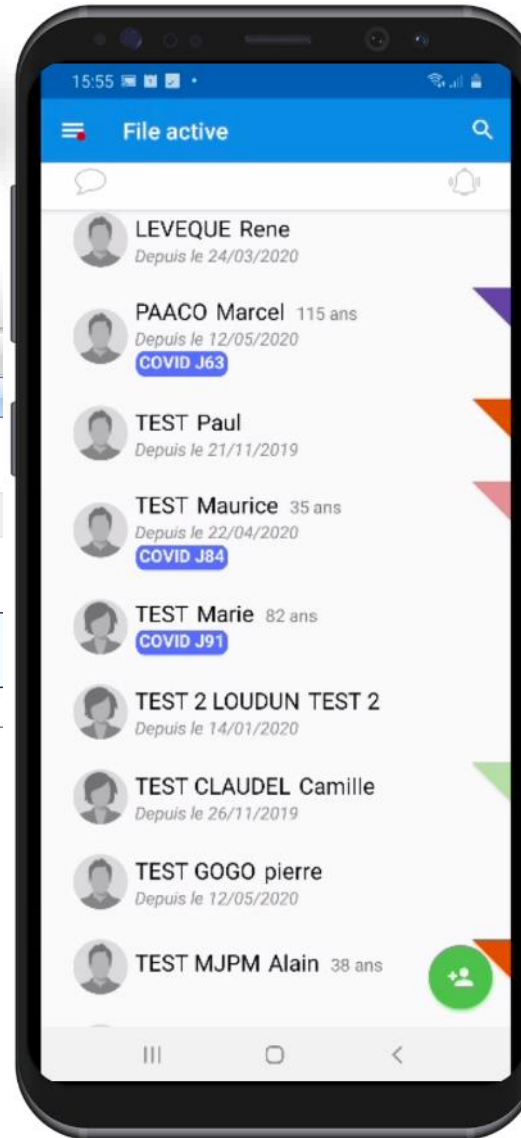 15:55
File active
LEVEQUE Rene
Depuis le 24/03/2020
PAACO Marcel 115 ans
Depuis le 12/05/2020
COVID J63
TEST Paul
Depuis le 21/11/2019
TEST Maurice 35 ans
Depuis le 22/04/2020
COVID J84
TEST Marie 82 ans
COVID J91
TEST 2 LOUDUN TEST 2
Depuis le 14/01/2020
TEST CLAUDEL Camille
Depuis le 26/11/2019
TEST GOGO pierre
Depuis le 12/05/2020
TEST MJPM Alain 38 ans